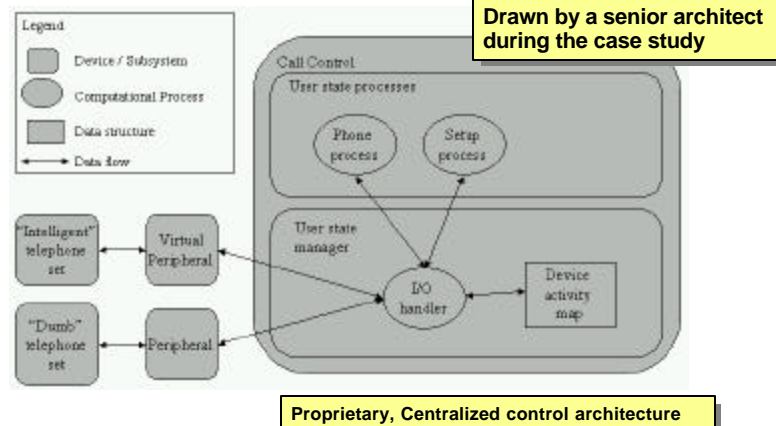 Drawn by a senior architect
during the case study
Legend
Device / Subsystem
Computational Process
Data structure
Data flow
Call Control
User state processes
Phone
process
Setup
process
"Intelligent"
telephone
set
Virtual
Peripheral
User state
manager
I/O
handler
Device
activity
map
"Dumb"
telephone
set
Peripheral
Proprietary, Centralized control architecture